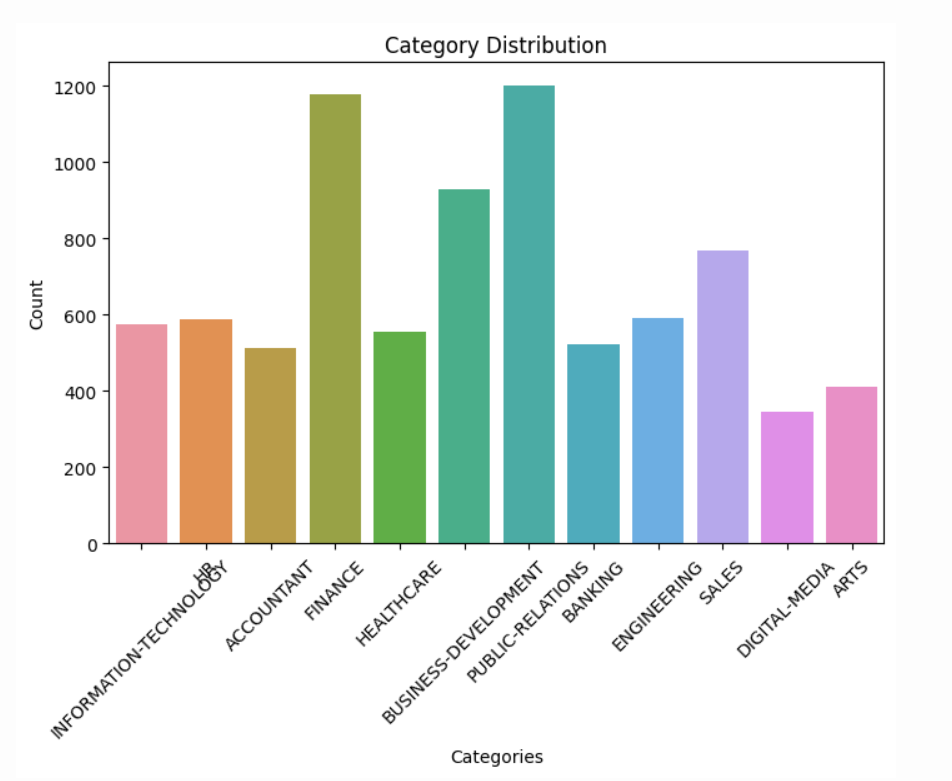 Category Distribution
1200
1000
800
600
400
200
0
Count
INFORMATION-TECHNOLOGY
HR
ACCOUNTANT
FINANCE
HEALTHCARE
BUSINESS-DEVELOPMENT
PUBLIC-RELATIONS
BANKING
ENGINEERING
SALES
DIGITAL-MEDIA
ARTS
Categories